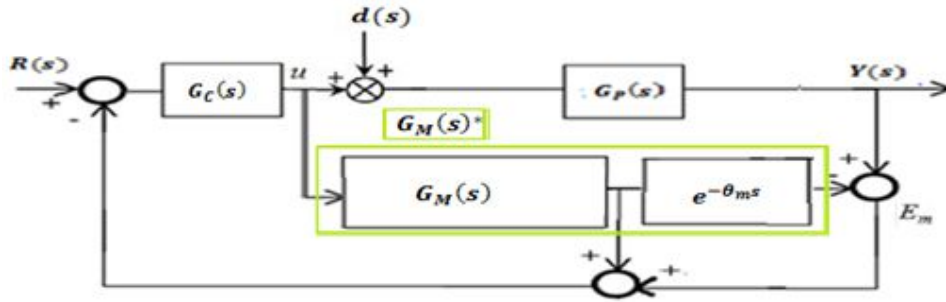 d(s)
R(s)
+
-
G_C(s)
u
+
+
G_P(s)
Y(s)
G_M(s)*
G_M(s)
e^{-θ_m s}
+
-
E_m
+
+